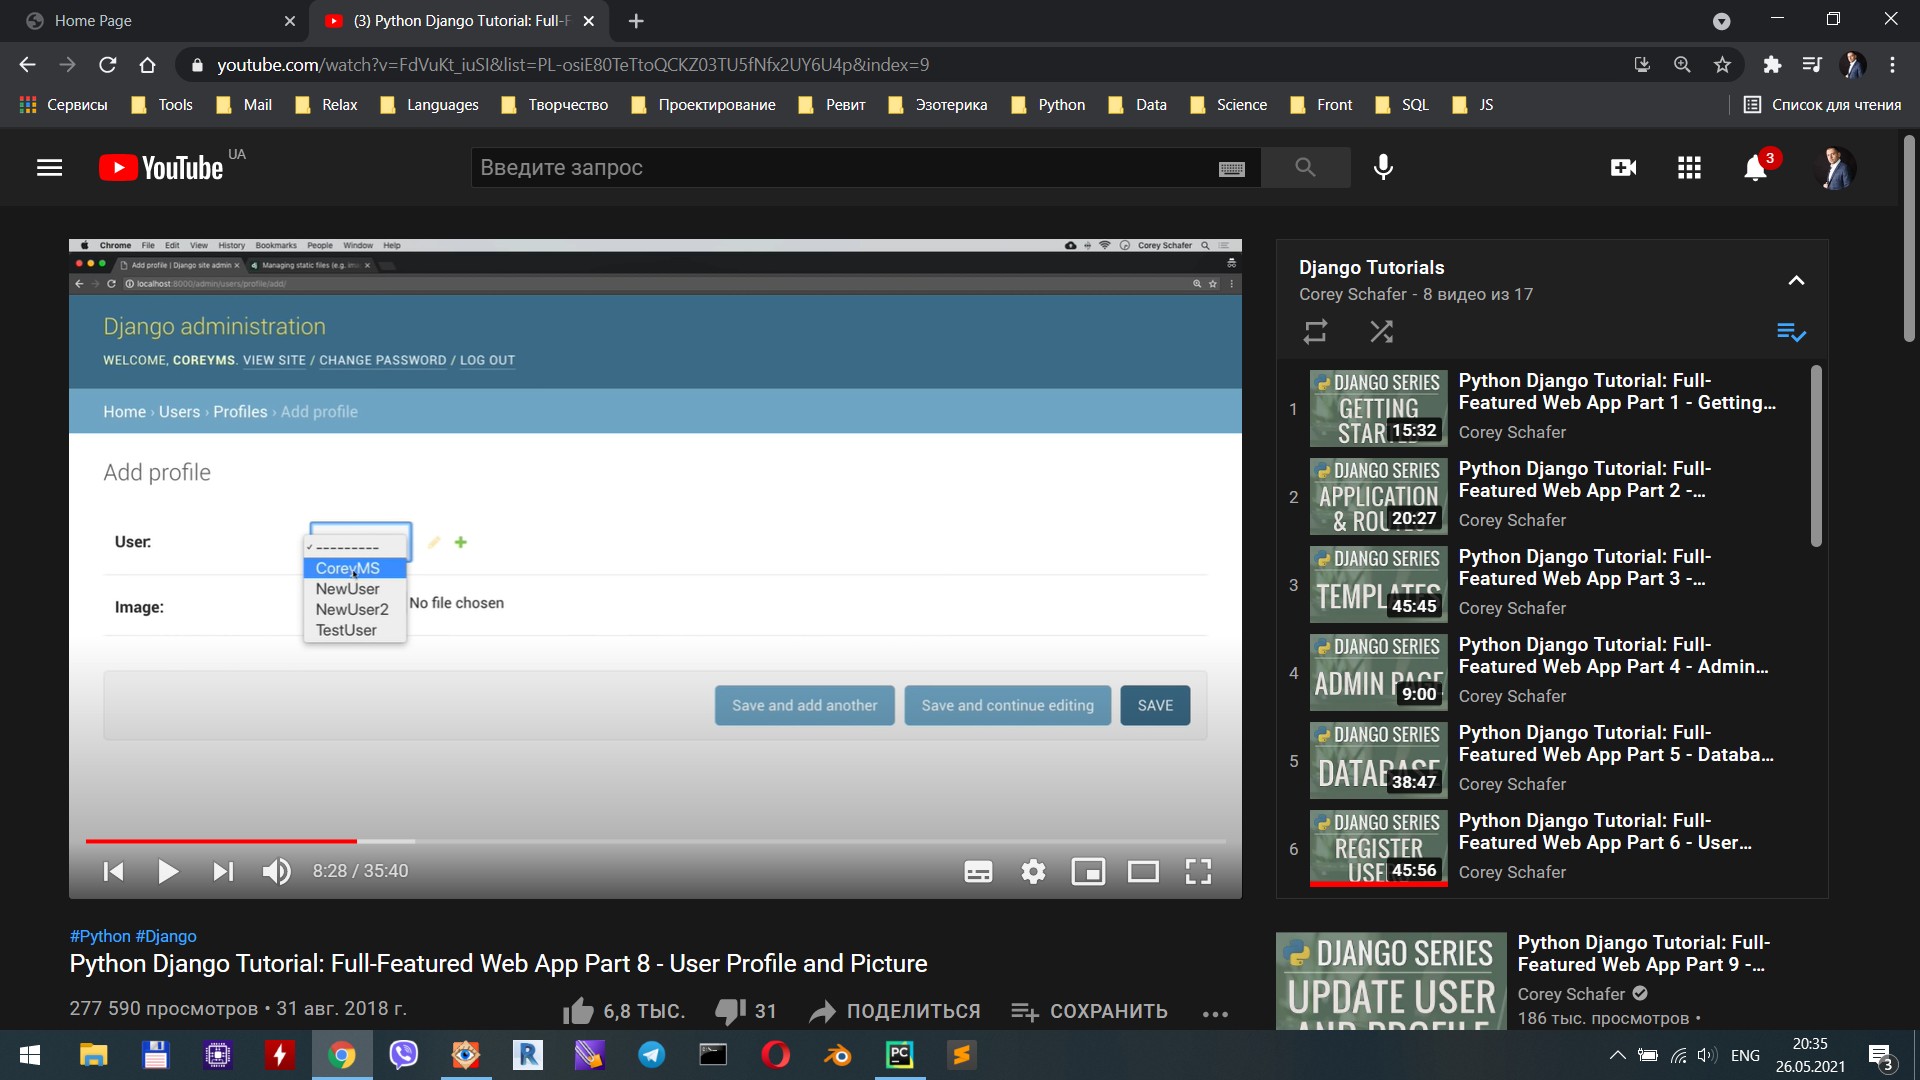 Home Page
(3) Python Django Tutorial: Full-F
youtube.com/watch?v=FdVuKt_iuSI&list=PL-osiE80TeTtoQCKZ03TU5fNfx2UY6U4p&index=9
Сервисы Tools Mail Relax Languages Творчество Проектирование Ревит Эзотерика Python Data Science Front SQL JS Список для чтения
YouTube UA
Введите запрос
3
Chrome File Edit View History Bookmarks People Window Help Corey Schafer
Add profile | Django site admin Managing static files (e.g. im
localhost:8000/admin/users/profile/add/
Django administration
WELCOME, COREYMS. VIEW SITE / CHANGE PASSWORD / LOG OUT
Home › Users › Profiles › Add profile
Add profile
User:
---------
CoreyMS
NewUser
NewUser2
TestUser
Image:
No file chosen
Save and add another
Save and continue editing
SAVE
8:28 / 35:40
#Python #Django
Python Django Tutorial: Full-Featured Web App Part 8 - User Profile and Picture
277 590 просмотров • 31 авг. 2018 г.
6,8 ТЫС. 31 ПОДЕЛИТЬСЯ СОХРАНИТЬ
Django Tutorials
Corey Schafer - 8 видео из 17
1
DJANGO SERIES
GETTING
STARTED
15:32
Python Django Tutorial: Full-
Featured Web App Part 1 - Getting...
Corey Schafer
2
DJANGO SERIES
APPLICATION
& ROU
20:27
Python Django Tutorial: Full-
Featured Web App Part 2 -...
Corey Schafer
3
DJANGO SERIES
TEMPLATES
45:45
Python Django Tutorial: Full-
Featured Web App Part 3 -...
Corey Schafer
4
DJANGO SERIES
ADMIN PAGE
9:00
Python Django Tutorial: Full-
Featured Web App Part 4 - Admin...
Corey Schafer
5
DJANGO SERIES
DATABASE
38:47
Python Django Tutorial: Full-
Featured Web App Part 5 - Databa...
Corey Schafer
6
DJANGO SERIES
REGISTER
USE
45:56
Python Django Tutorial: Full-
Featured Web App Part 6 - User...
Corey Schafer
DJANGO SERIES
UPDATE USER
AND PROFILE
Python Django Tutorial: Full-
Featured Web App Part 9 -...
Corey Schafer
186 тыс. просмотров •
R
PC
ENG
20:35
26.05.2021
3